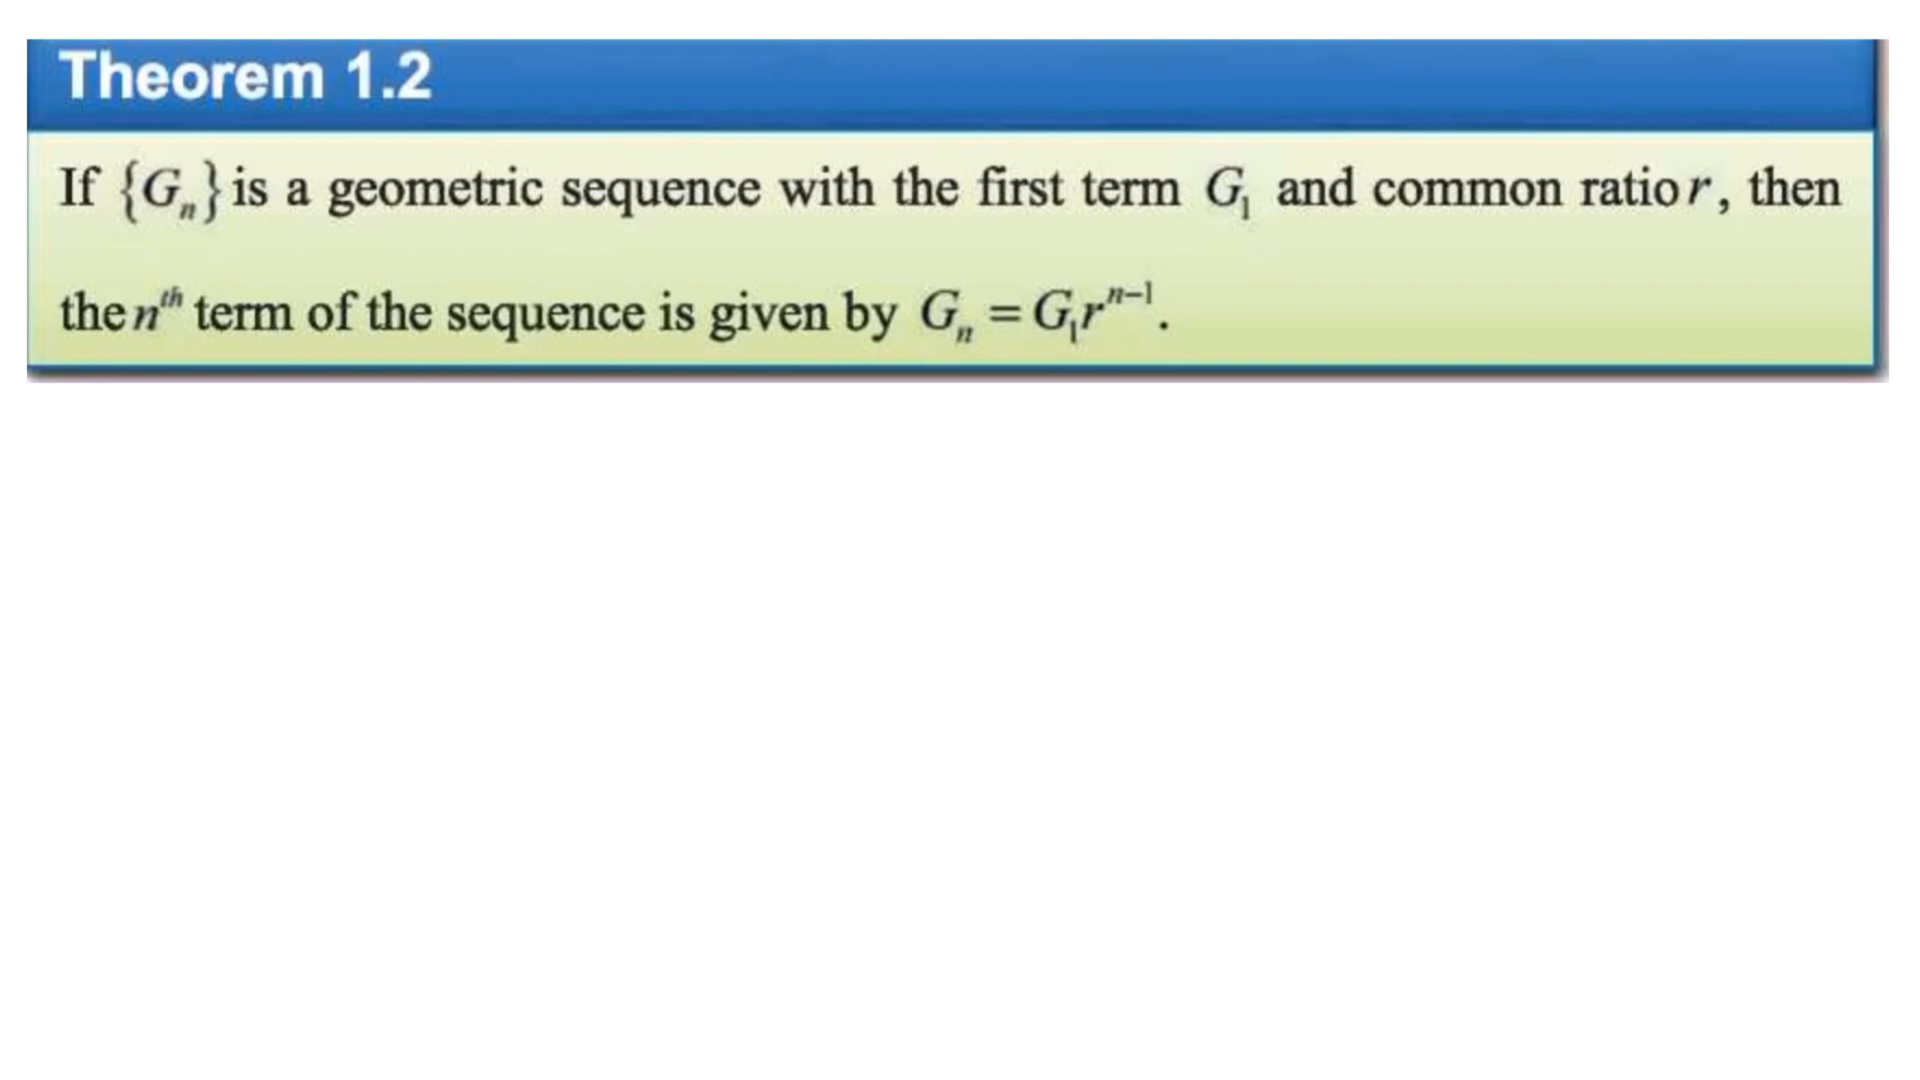 Theorem 1.2
If {Gₙ} is a geometric sequence with the first term G₁ and common ratio r, then
the nᵗʰ term of the sequence is given by Gₙ = G₁rⁿ⁻¹.